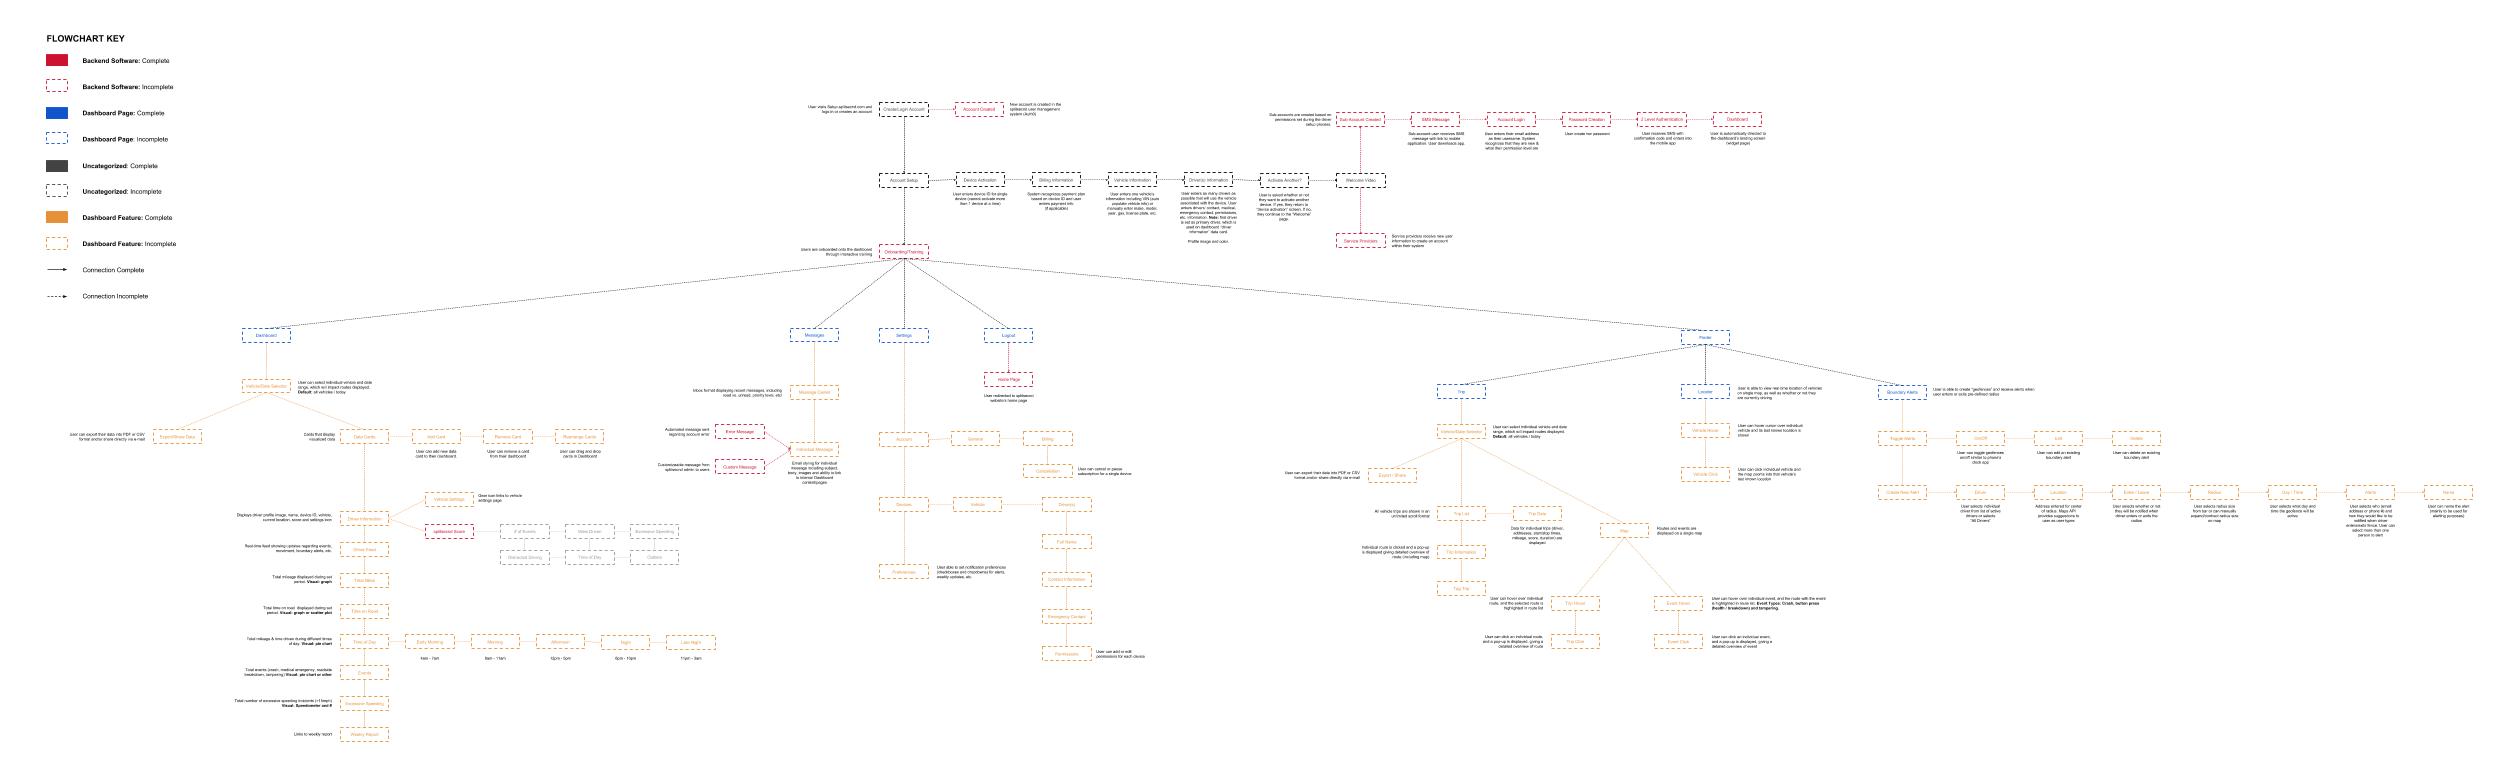 FLOWCHART KEY
Backend Software: Complete
Backend Software: Incomplete
Dashboard Page: Complete
Dashboard Page: Incomplete
Uncategorized: Complete
Uncategorized: Incomplete
Dashboard Feature: Complete
Dashboard Feature: Incomplete
Connection Complete
Connection Incomplete
User visits Setup.splitsecnd.com and
logs in or creates an account
Create/Login Account
Account Created
New account is created in the
splitsecnd user management
system (Auth0)
Sub-accounts are created based on
permissions set during the driver
setup process.
Sub-Account Created
SMS Message
Account Login
Password Creation
2 Level Authentication
Dashboard
Sub-account user receives SMS
message with link to mobile
application. User downloads app.
User enters their email address
as their username. System
recognizes that they are new &
what their permission level are
User create her password
User receives SMS with
confirmation code and enters into
the mobile app
User is automatically directed to
the dashboard's landing screen
(widget page)
Account Setup
Device Activation
Billing Information
Vehicle Information
Driver(s) Information
Activate Another?
Welcome Video
User enters device ID for single
device (cannot activate more
than 1 device at a time)
System recognizes payment plan
based on device ID and user
enters payment info
(if applicable)
User enters one vehicle's
information including VIN (auto
populate vehicle info) or
manually enter make, model,
year, gas, license plate, etc.
User enters as many drivers as
possible that will use the vehicle
associated with the device. User
enters drivers' contact, medical,
emergency contact, permissions,
etc. information. Note: first driver
is set as primary driver, which is
used on dashboard "driver
information" data card.
Profile image and color.
User is asked whether or not
they want to activate another
device. If yes, they return to
"device activation" screen. If no,
they continue to the "Welcome"
page.
Users are onboarded onto the dashboard
through interactive training
Onboarding/Training
Service Providers
Service providers receive new user
information to create an account
within their system
Dashboard
Messages
Settings
Logout
Finder
Vehicle/Date Selector
User can select individual vehicle and date
range, which will impact routes displayed.
Default: all vehicles / today
User can export their data into PDF or CSV
format and/or share directly via e-mail
Export/Share Data
Cards that display
visualized data
Data Cards
Add Card
Remove Card
Rearrange Cards
User can add new data
card to their dashboard.
User can remove a card
from their dashboard
User can drag and drop
cards in Dashboard
Vehicle Settings
Gear icon links to vehicle
settings page
Displays driver profile image, name, device ID, vehicle,
current location, score and settings icon
Driver Information
splitsecnd Score
# of Events
Miles Driven
Excessive Speeding
Distracted Driving
Time of Day
Custom
Real-time feed showing updates regarding events,
movement, boundary alerts, etc.
Driver Feed
Total mileage displayed during set
period. Visual: graph
Total Miles
Total time on road displayed during set
period. Visual: graph or scatter plot
Time on Road
Total mileage & time driven during different times
of day. Visual: pie chart
Time of Day
Early Morning
Morning
Afternoon
Night
Late Night
4am - 7am
8am - 11am
12pm - 5pm
6pm - 10pm
11pm - 3am
Total events (crash, medical emergency, roadside
breakdown, tampering) Visual: pie chart or other
Events
Total number of excessive speeding instances (+/-5mph)
Visual: Speedometer and #
Excessive Speeding
Links to weekly report
Weekly Report
Inbox format displaying recent messages, including
read vs. unread, priority level, etc!
Message Center
Automated message sent
regarding account error
Error Message
Customizable message from
splitsecnd admin to users
Custom Message
Individual Message
Email styling for individual
message including subject,
body, images and ability to link
to internal Dashboard
content/pages
Home Page
User redirected to splitsecnd
website's home page
Account
General
Billing
Cancellation
User can cancel or pause
subscription for a single device
Devices
Vehicle
Driver(s)
Full Name
Contact Information
Emergency Contact
Permissions
User can add or edit
permissions for each device
Preferences
User able to set notification preferences
(checkboxes and dropdowns) for alerts,
weekly updates, etc.
Trip
Locator
User is able to view real time location of vehicles
on single map, as well as whether or not they
are currently driving
Boundary Alerts
User is able to create "geofences" and receive alerts when
user enters or exits pre-defined radius
Vehicle/Date Selector
User can select individual vehicle and date
range, which will impact routes displayed.
Default: all vehicles / today
Vehicle Hover
User can hover cursor over individual
vehicle and its last known location is
shown
Vehicle Click
User can click individual vehicle and
the map zooms into that vehicle's
last known location
User can export their data into PDF or CSV
format and/or share directly via e-mail
Export / Share
All vehicle trips are shown in an
unlimited scroll format
Trip List
Trip Data
Data for individual trips (driver,
addresses, start/stop times,
mileage, score, duration) are
displayed
Map
Routes and events are
displayed on a single map
Individual route is clicked and a pop-up
is displayed giving detailed overview of
route (including map)
Trip Information
Tag Trip
User can hover over individual
route, and the selected route is
highlighted in route list
Trip Hover
Event Hover
User can hover over individual event, and the route with the event
is highlighted in route list. Event Types: Crash, button press
(health / breakdown) and tampering.
User can click an individual route,
and a pop-up is displayed, giving a
detailed overview of route
Trip Click
Event Click
User can click an individual event,
and a pop-up is displayed, giving a
detailed overview of event
Toggle Alerts
On/Off
Edit
Delete
User can toggle geofences
on/off similar to phone's
clock app
User can edit an existing
boundary alert
User can delete an existing
boundary alert
Create New Alert
Driver
Location
Enter / Leave
Radius
Day / Time
Alerts
Name
User selects individual
driver from list of active
drivers or selects
"All Drivers"
Address entered for center
of radius. Maps API
provides suggestions to
user as user types
User selects whether or not
they will be notified when
driver enters or exits the
radius
User selects radius size
from bar or can manually
expand/contract radius size
on map
User selects what day and
time the geofence will be
active
User selects who (email
address or phone #) and
how they would like to be
notified when driver
enters/exits fence. User can
select more than one
person to alert
User can name the alert
(mainly to be used for
alerting purposes)